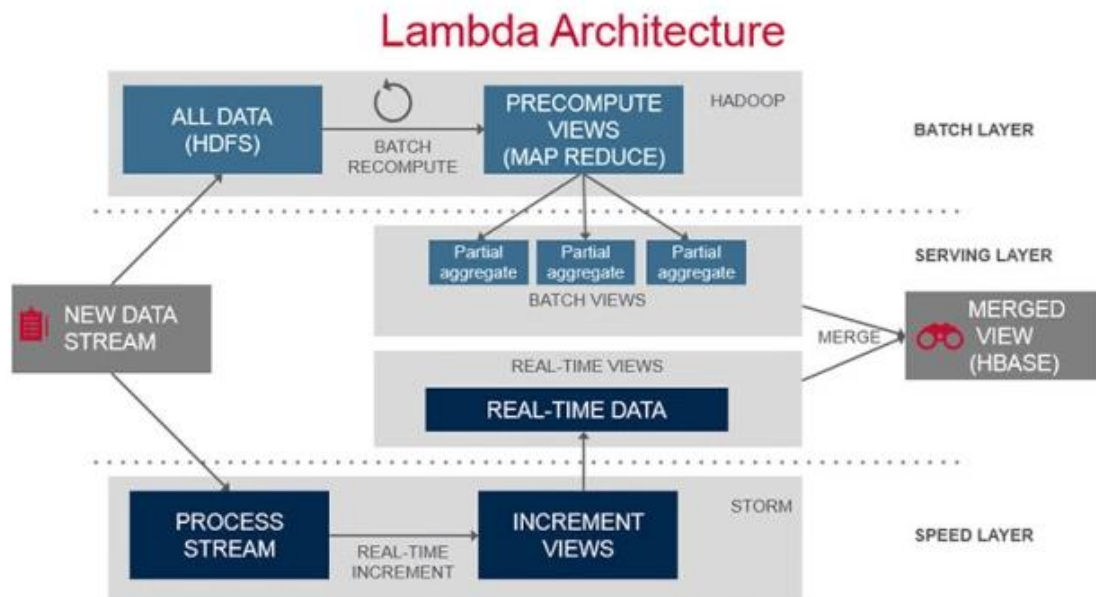 Lambda Architecture
ALL DATA
(HDFS)
BATCH
RECOMPUTE
PRECOMPUTE
VIEWS
(MAP REDUCE)
HADOOP
BATCH LAYER
Partial
aggregate
Partial
aggregate
Partial
aggregate
BATCH VIEWS
SERVING LAYER
NEW DATA
STREAM
MERGE
MERGED
VIEW
(HBASE)
REAL-TIME VIEWS
REAL-TIME DATA
PROCESS
STREAM
REAL-TIME
INCREMENT
INCREMENT
VIEWS
STORM
SPEED LAYER